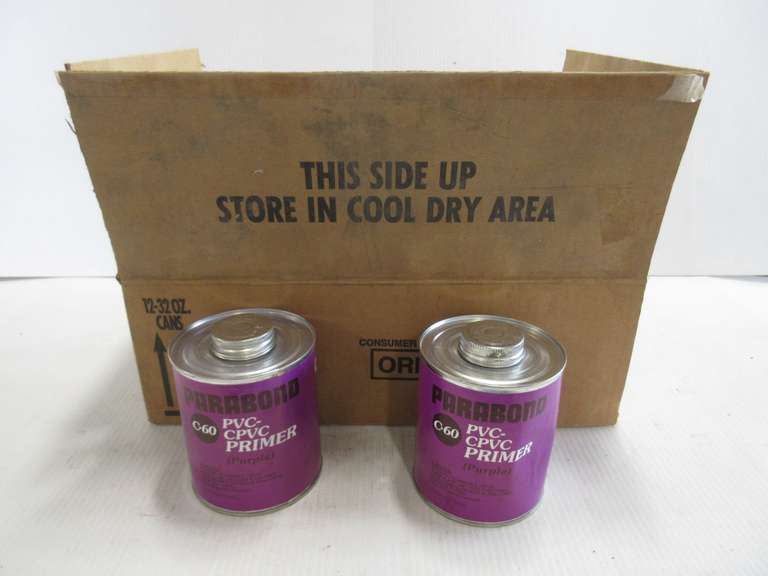 THIS SIDE UP
STORE IN COOL DRY AREA
12-32 OZ.
CANS
CONSUMER
PARABOND
C-60
PVC-
CPVC
PRIMER
(Purple)
PARABOND
C-60
PVC-
CPVC
PRIMER
(Purple)